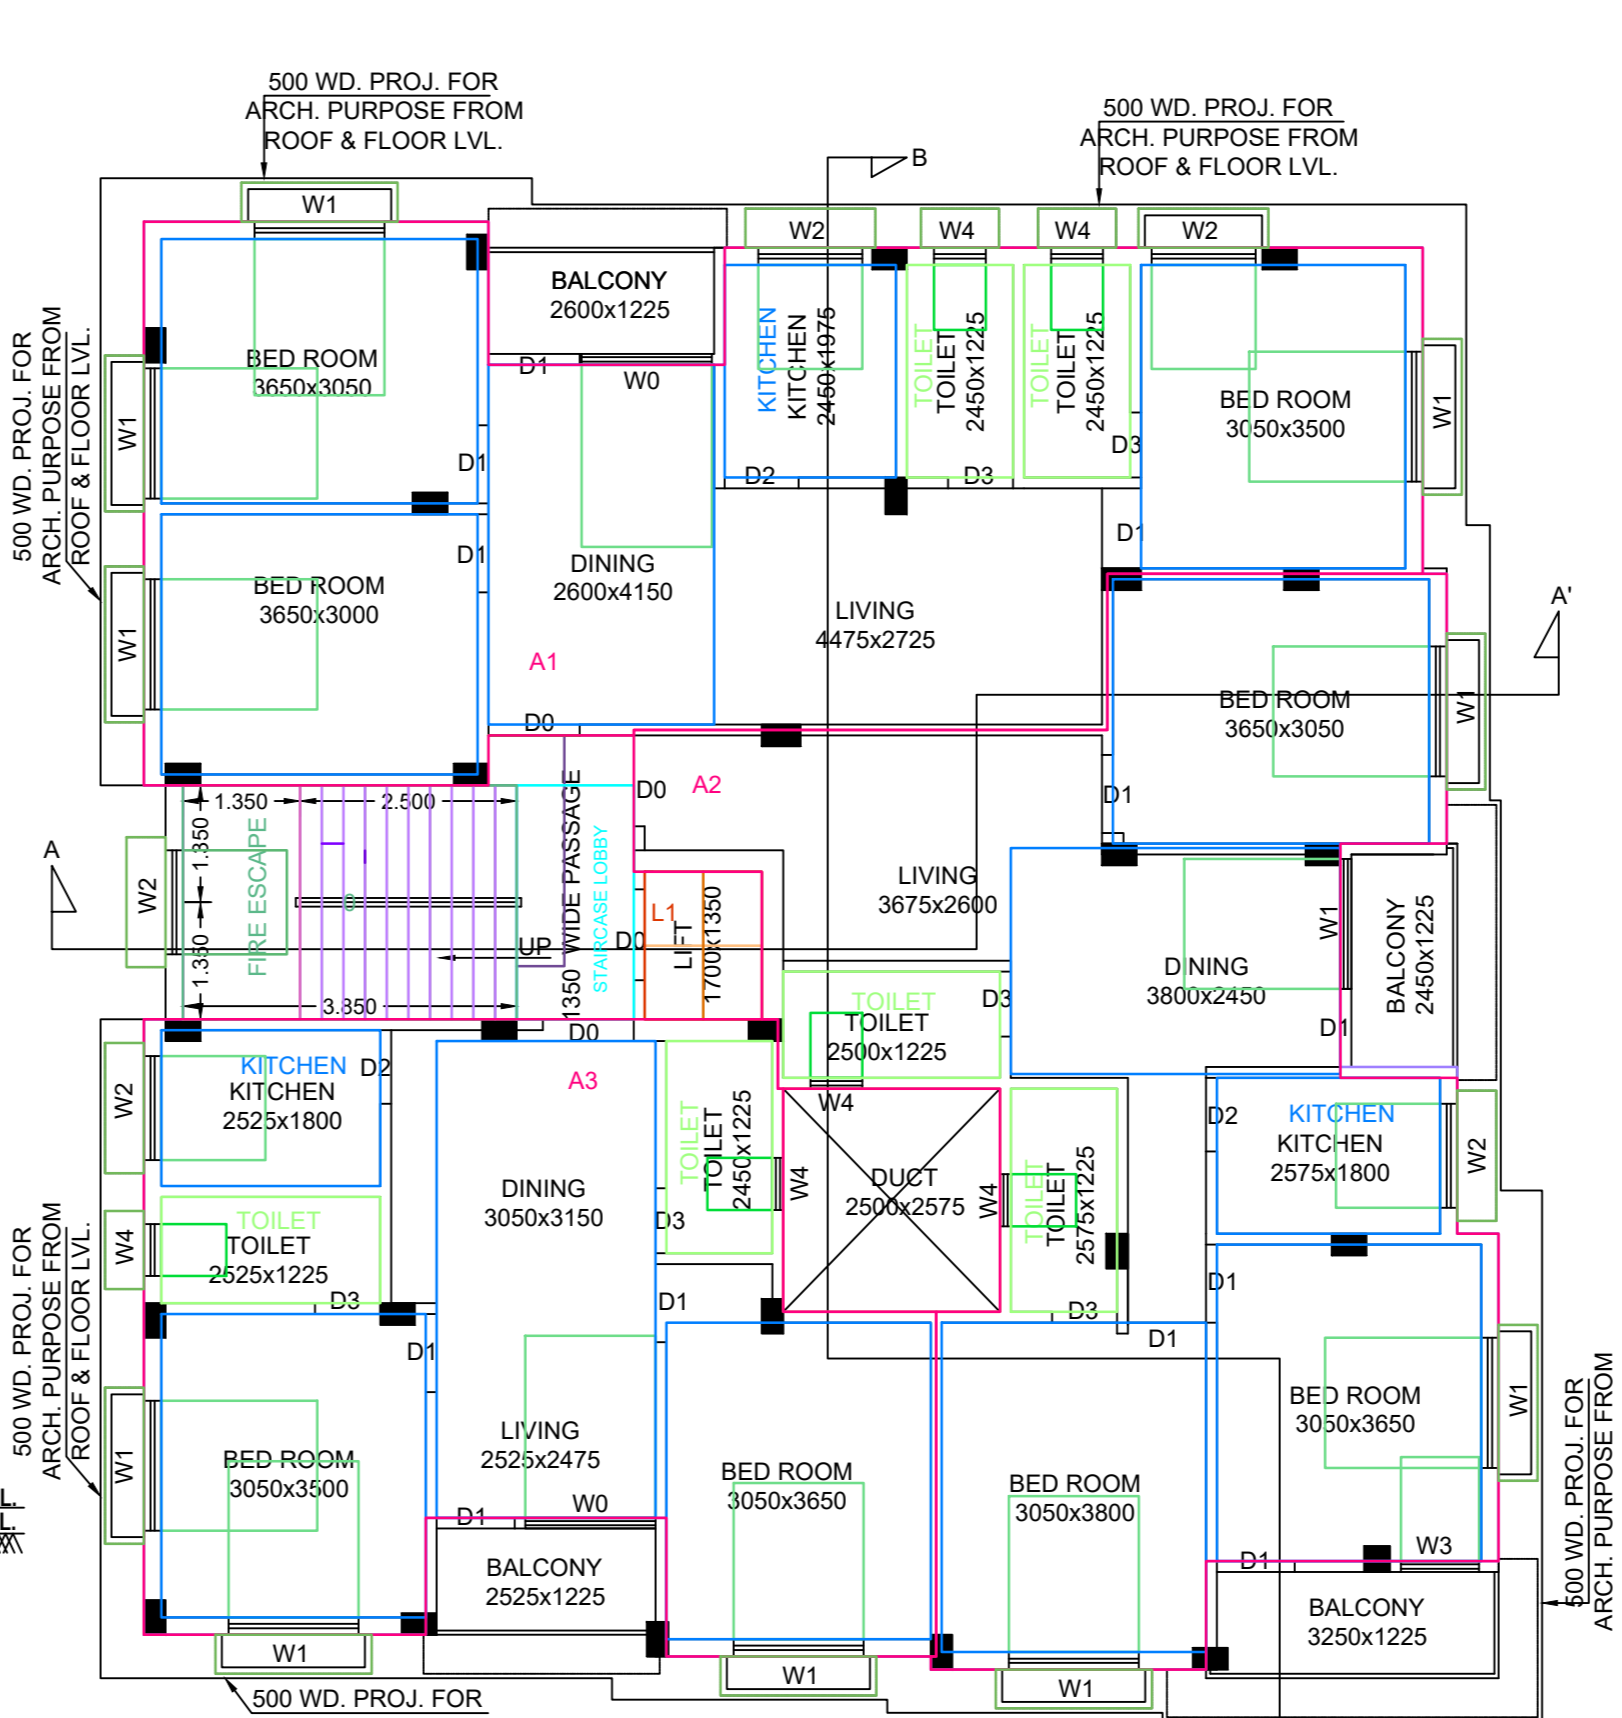 500 WD. PROJ. FOR
ARCH. PURPOSE FROM
ROOF & FLOOR LVL.
500 WD. PROJ. FOR
ARCH. PURPOSE FROM
ROOF & FLOOR LVL.
B
W1
W2
W4
W4
W2
BALCONY
2600x1225
D1
W0
KITCHEN
KITCHEN
2450x1975
TOILET
TOILET
2450x1225
TOILET
TOILET
2450x1225
500 WD. PROJ. FOR
ARCH. PURPOSE FROM
ROOF & FLOOR LVL.
W1
BED ROOM
3650x3050
D1
D2
D3
D3
BED ROOM
3050x3500
W1
D1
W1
BED ROOM
3650x3000
D1
DINING
2600x4150
LIVING
4475x2725
A'
A1
D0
BED ROOM
3650x3050
W1
A2
D0
D1
1.350
2.500
1.350
1.350
3.850
A
W2
FIRE ESCAPE
0
UP
1350 WIDE PASSAGE
STAIRCASE LOBBY
D0
L1
LIFT
1700x1350
LIVING
3675x2600
DINING
3800x2450
W1
BALCONY
2450x1225
D1
D3
TOILET
TOILET
2500x1225
W4
D0
A3
W2
KITCHEN
KITCHEN
2525x1800
D2
TOILET
TOILET
2450x1225
W4
D3
DUCT
2500x2575
W4
TOILET
TOILET
2575x1225
D3
D2
KITCHEN
KITCHEN
2575x1800
W2
DINING
3050x3150
W4
TOILET
TOILET
2525x1225
D3
500 WD. PROJ. FOR
ARCH. PURPOSE FROM
ROOF & FLOOR LVL.
D1
D1
D1
D1
W1
BED ROOM
3050x3500
LIVING
2525x2475
D1
W0
BED ROOM
3050x3650
BED ROOM
3050x3800
BED ROOM
3050x3650
W1
L.
L.
BALCONY
2525x1225
D1
W3
BALCONY
3250x1225
500 WD. PROJ. FOR
ARCH. PURPOSE FROM
W1
W1
W1
500 WD. PROJ. FOR